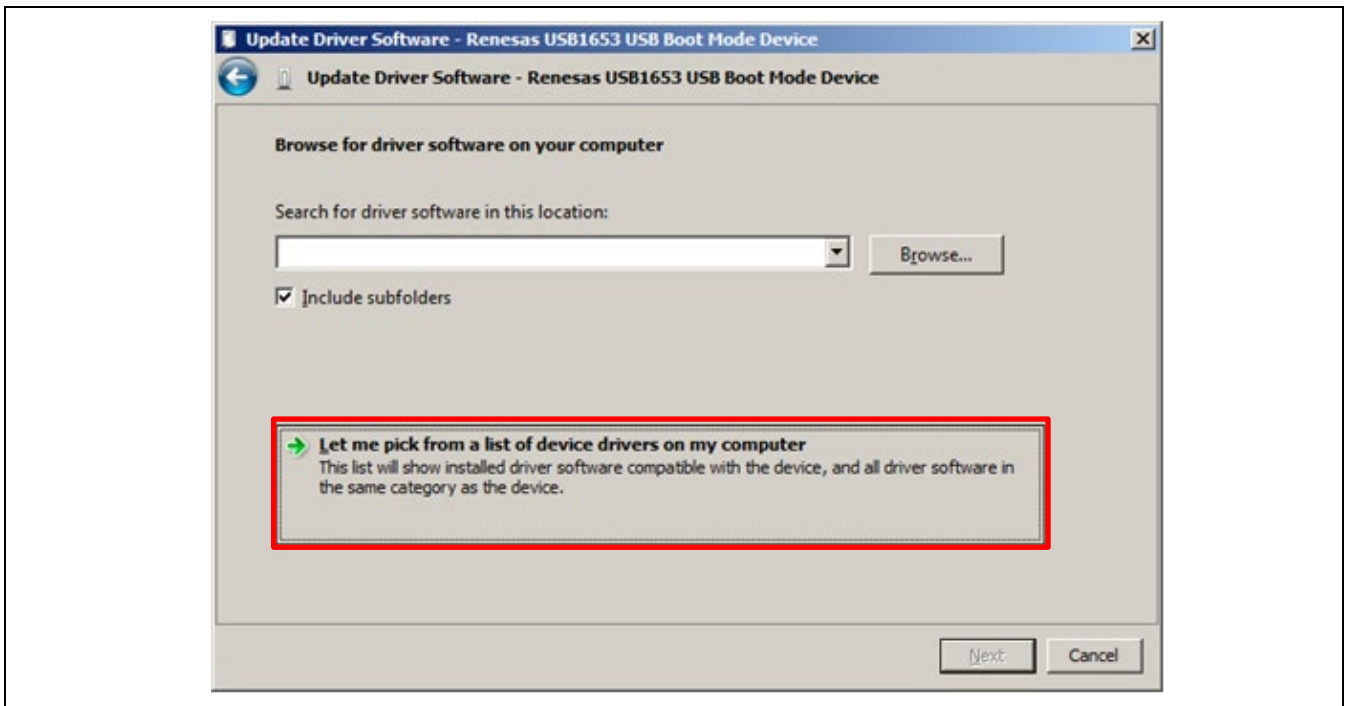 Update Driver Software - Renesas USB1653 USB Boot Mode Device
Update Driver Software - Renesas USB1653 USB Boot Mode Device
Browse for driver software on your computer
Search for driver software in this location:
Browse...
Include subfolders
Let me pick from a list of device drivers on my computer
This list will show installed driver software compatible with the device, and all driver software in
the same category as the device.
Next
Cancel